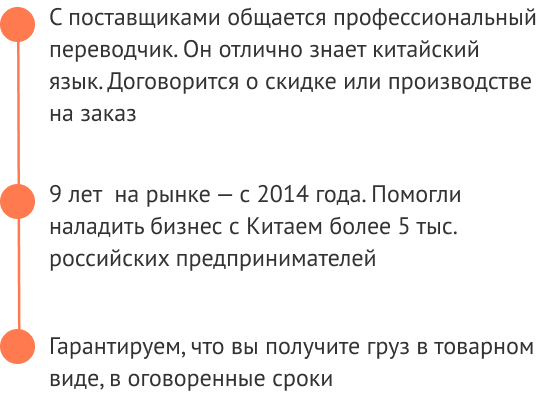 С поставщиками общается профессиональный
переводчик. Он отлично знает китайский
язык. Договорится о скидке или производстве
на заказ
9 лет  на рынке — с 2014 года. Помогли
наладить бизнес с Китаем более 5 тыс.
российских предпринимателей
Гарантируем, что вы получите груз в товарном
виде, в оговоренные сроки